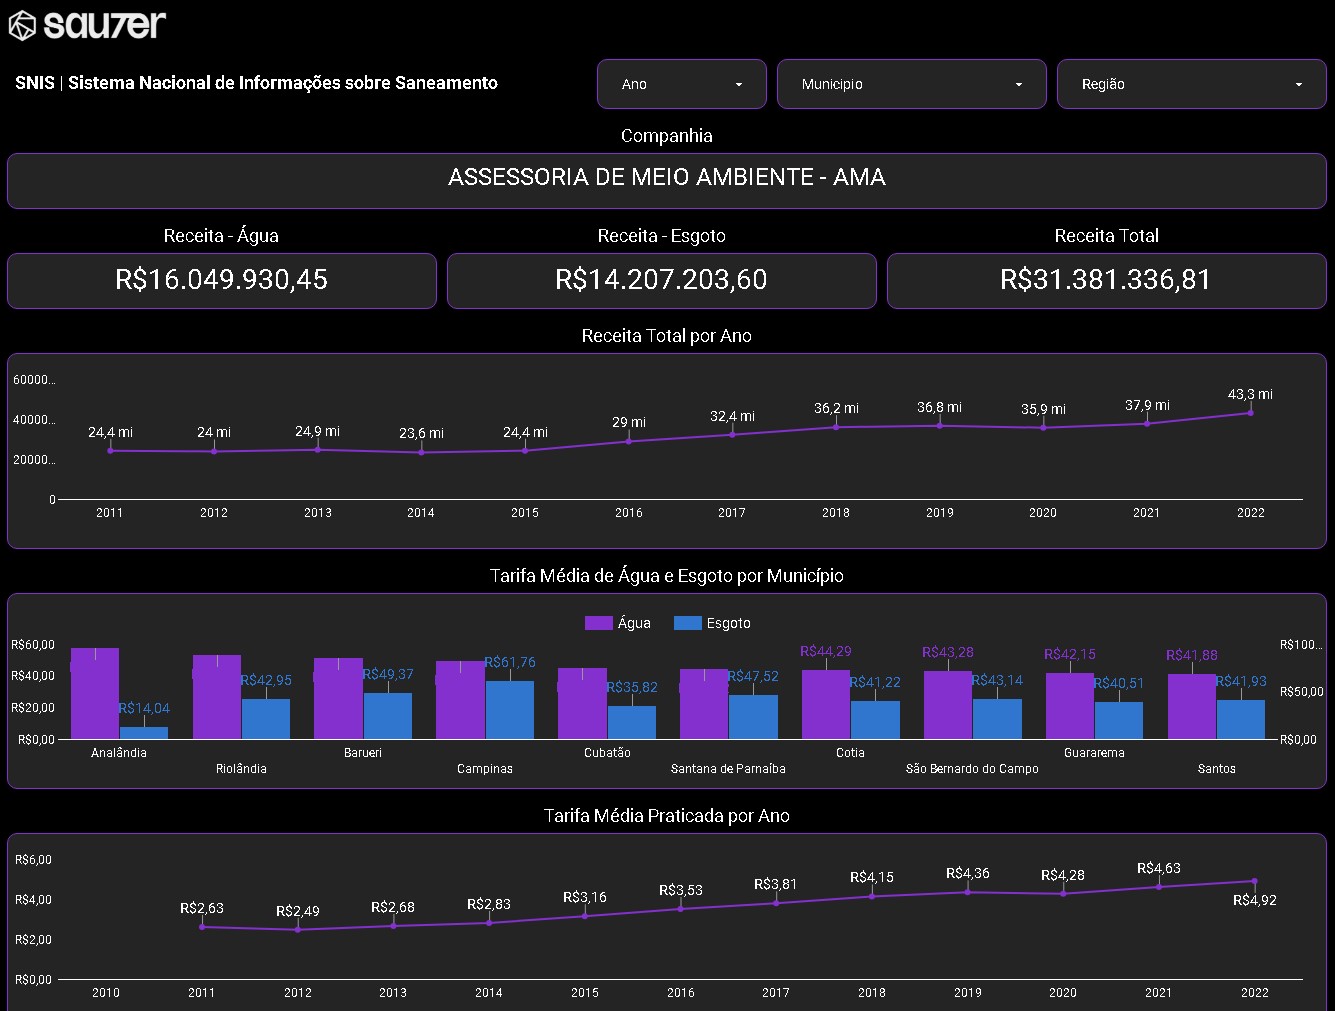 sau7er
SNIS | Sistema Nacional de Informações sobre Saneamento
Ano
Municipio
Região
Companhia
ASSESSORIA DE MEIO AMBIENTE - AMA
Receita - Água
Receita - Esgoto
Receita Total
R$16.049.930,45
R$14.207.203,60
R$31.381.336,81
Receita Total por Ano
60000...
40000...
20000...
0
24,4 mi
24 mi
24,9 mi
23,6 mi
24,4 mi
29 mi
32,4 mi
36,2 mi
36,8 mi
35,9 mi
37,9 mi
43,3 mi
2011
2012
2013
2014
2015
2016
2017
2018
2019
2020
2021
2022
Tarifa Média de Água e Esgoto por Município
Água
Esgoto
R$60,00
R$40,00
R$20,00
R$0,00
R$14,04
R$42,95
R$49,37
R$61,76
R$35,82
R$47,52
R$44,29
R$41,22
R$43,28
R$43,14
R$42,15
R$40,51
R$41,88
R$41,93
R$100...
R$50,00
R$0,00
Analândia
Riolândia
Barueri
Campinas
Cubatão
Santana de Parnaíba
Cotia
São Bernardo do Campo
Guararema
Santos
Tarifa Média Praticada por Ano
R$6,00
R$4,00
R$2,00
R$0,00
R$2,63
R$2,49
R$2,68
R$2,83
R$3,16
R$3,53
R$3,81
R$4,15
R$4,36
R$4,28
R$4,63
R$4,92
2010
2011
2012
2013
2014
2015
2016
2017
2018
2019
2020
2021
2022